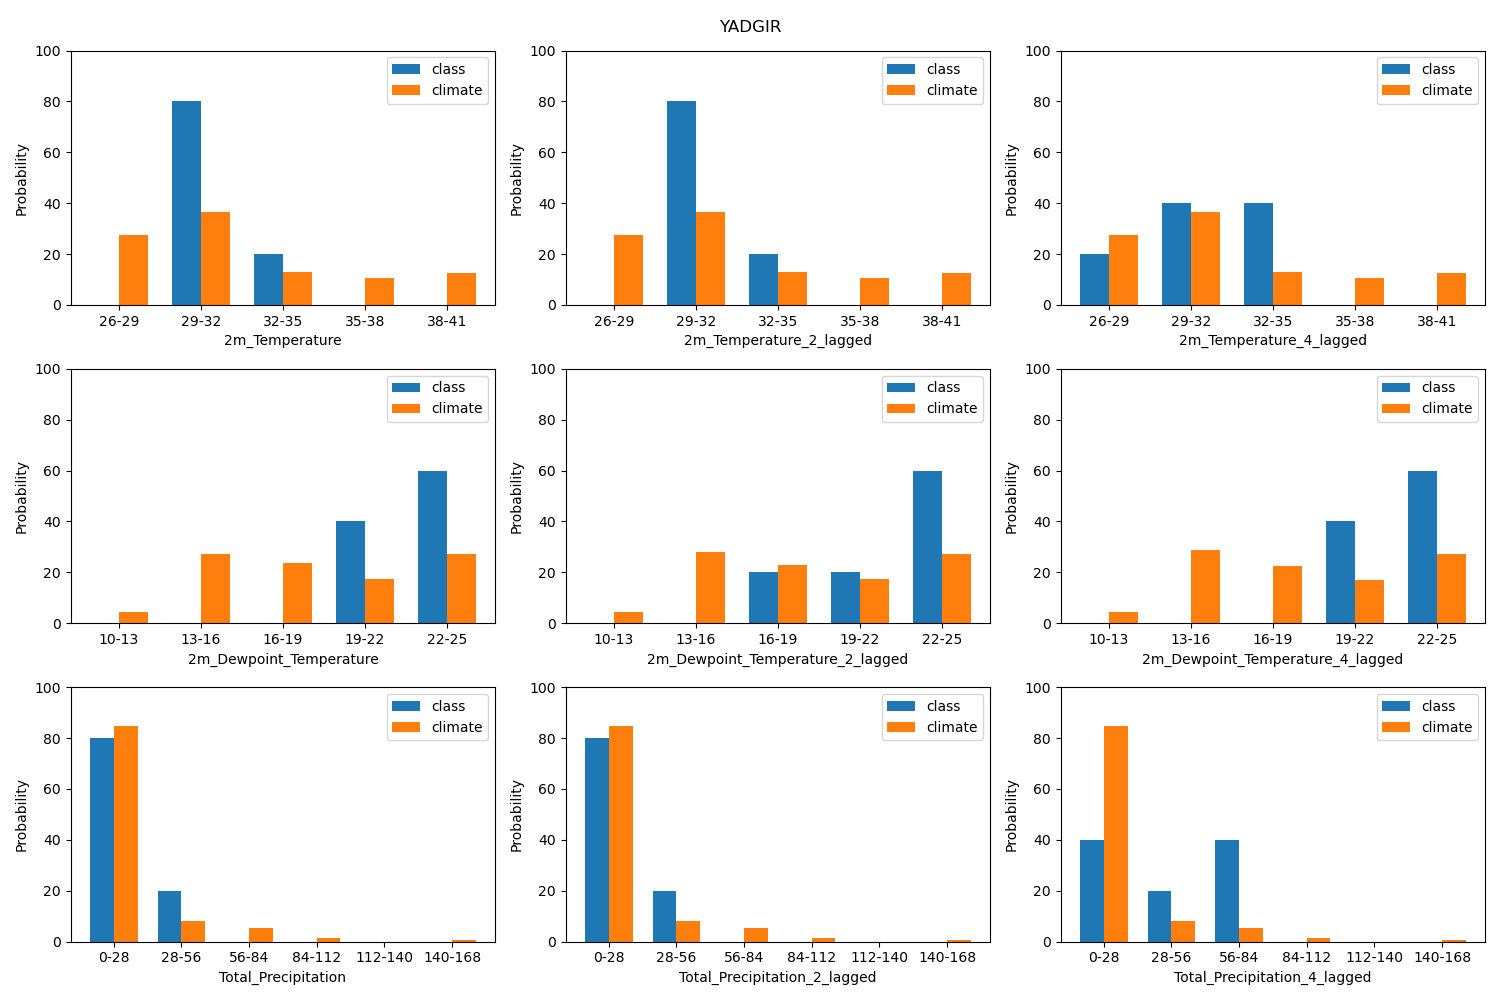 YADGIR
100
80
60
40
20
0
Probability
class
climate
26-29 29-32 32-35 35-38 38-41
2m_Temperature
100
80
60
40
20
0
Probability
class
climate
26-29 29-32 32-35 35-38 38-41
2m_Temperature_2_lagged
100
80
60
40
20
0
Probability
class
climate
26-29 29-32 32-35 35-38 38-41
2m_Temperature_4_lagged
100
80
60
40
20
0
Probability
class
climate
10-13 13-16 16-19 19-22 22-25
2m_Dewpoint_Temperature
100
80
60
40
20
0
Probability
class
climate
10-13 13-16 16-19 19-22 22-25
2m_Dewpoint_Temperature_2_lagged
100
80
60
40
20
0
Probability
class
climate
10-13 13-16 16-19 19-22 22-25
2m_Dewpoint_Temperature_4_lagged
100
80
60
40
20
0
Probability
class
climate
0-28 28-56 56-84 84-112 112-140 140-168
Total_Precipitation
100
80
60
40
20
0
Probability
class
climate
0-28 28-56 56-84 84-112 112-140 140-168
Total_Precipitation_2_lagged
100
80
60
40
20
0
Probability
class
climate
0-28 28-56 56-84 84-112 112-140 140-168
Total_Precipitation_4_lagged